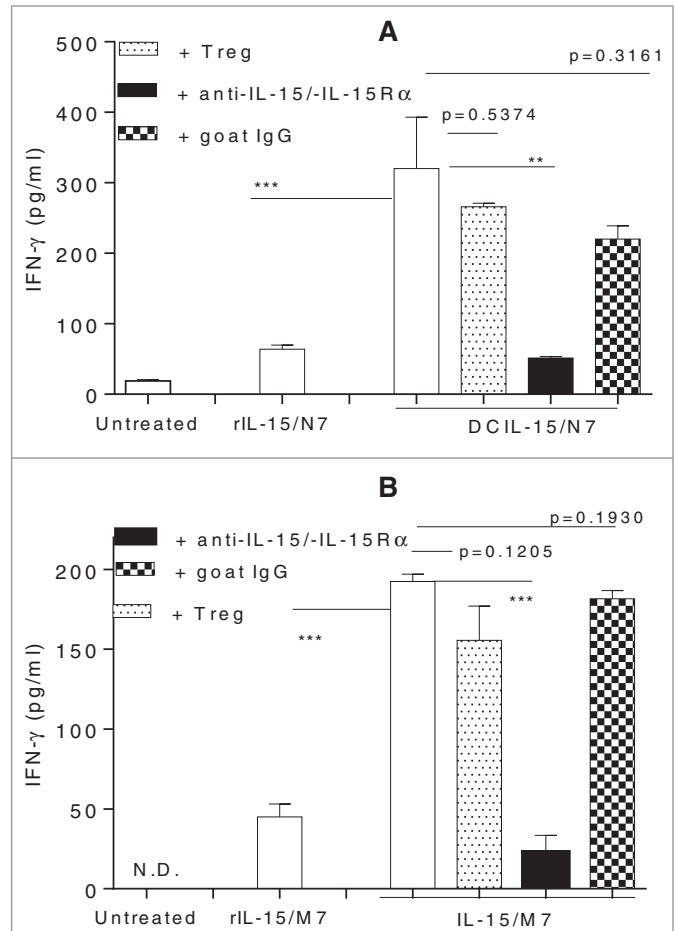 A
500
400
300
200
100
0
IFN-γ (pg/ml)
+ Treg
+ anti-IL-15/-IL-15Rα
+ goat IgG
p=0.3161
p=0.5374
**
***
Untreated rIL-15/N7 DCIL-15/N7
B
200
150
100
50
0
IFN-γ (pg/ml)
+ anti-IL-15/-IL-15Rα
+ goat IgG
+ Treg
p=0.1930
p=0.1205
***
***
N.D.
Untreated rIL-15/M7 IL-15/M7